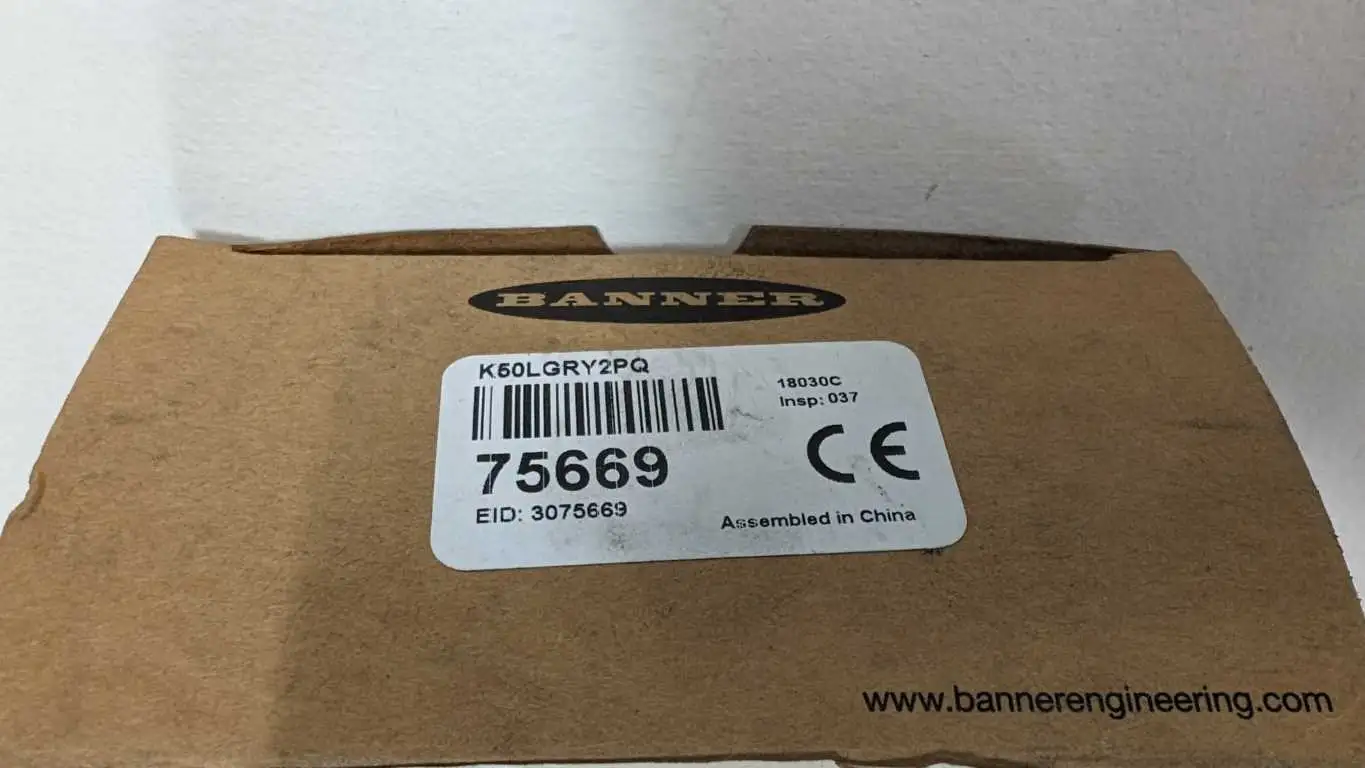 BANNER
K50LGRY2PQ
18030C
Insp: 037
CE
75669
EID: 3075669
Assembled in China
www.bannerengineering.com